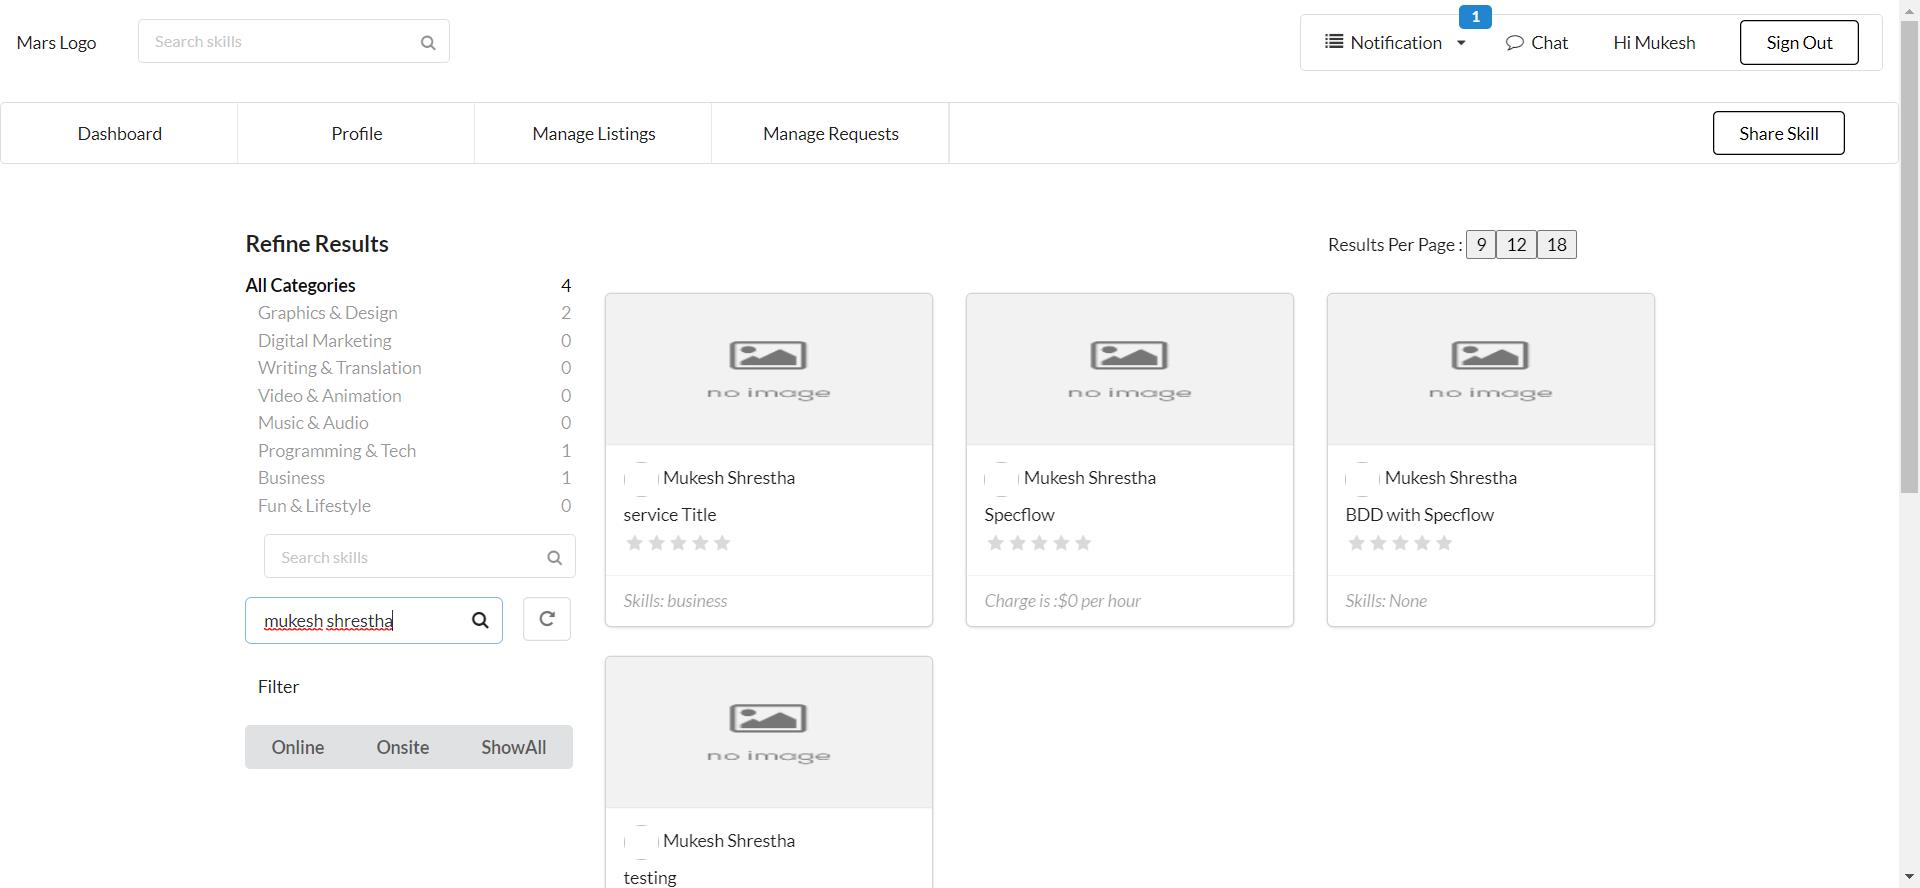 Mars Logo
Search skills
1
Notification
Chat
Hi Mukesh
Sign Out
Dashboard
Profile
Manage Listings
Manage Requests
Share Skill
Refine Results
Results Per Page : 9 12 18
All Categories 4
Graphics & Design 2
Digital Marketing 0
Writing & Translation 0
Video & Animation 0
Music & Audio 0
Programming & Tech 1
Business 1
Fun & Lifestyle 0
Search skills
mukesh shrestha
Filter
Online Onsite ShowAll
no image
Mukesh Shrestha
service Title
Skills: business
no image
Mukesh Shrestha
Specflow
Charge is :$0 per hour
no image
Mukesh Shrestha
BDD with Specflow
Skills: None
no image
Mukesh Shrestha
testing